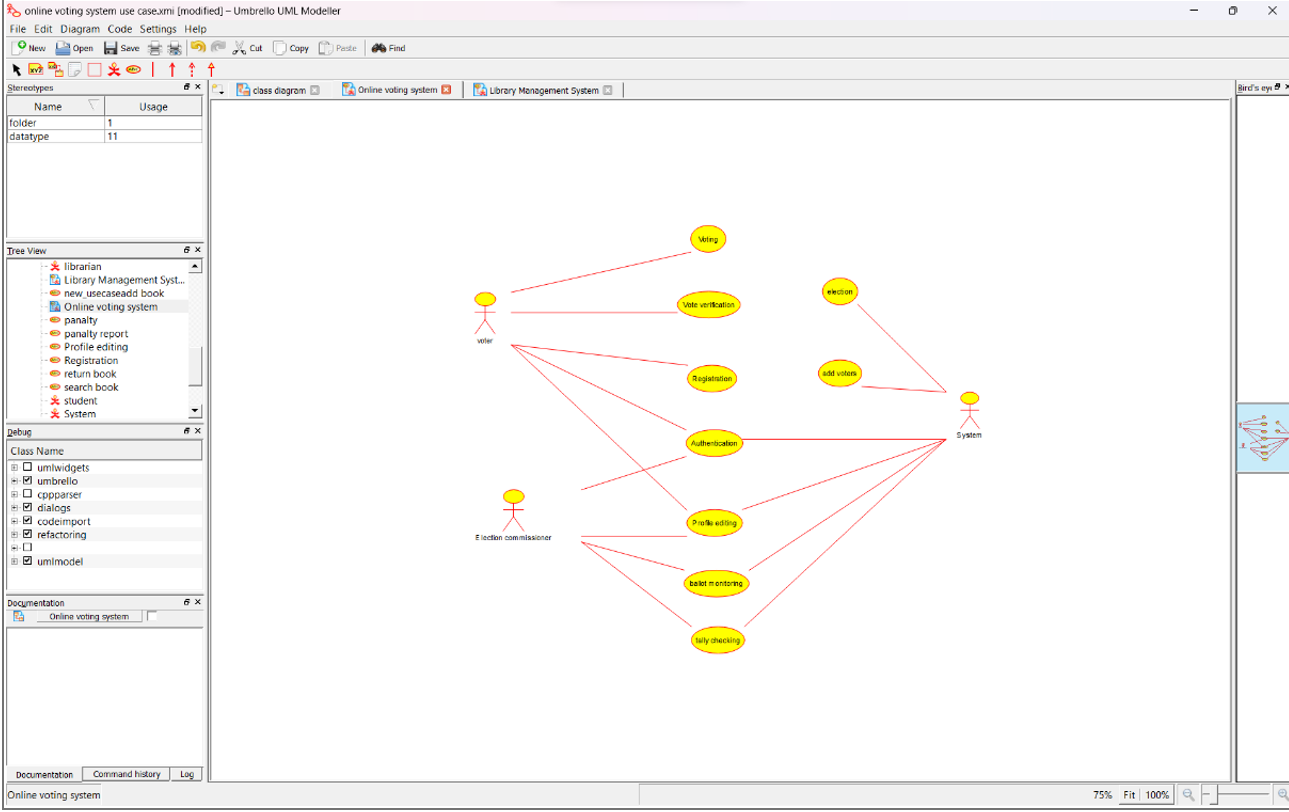 online voting system use case.xmi [modified] – Umbrello UML Modeller
File Edit Diagram Code Settings Help
New Open Save Cut Copy Paste Find
Stereotypes
Name Usage
folder 1
datatype 11
Tree View
librarian
Library Management Syst...
new_usecaseadd book
Online voting system
panalty
panalty report
Profile editing
Registration
return book
search book
student
System
Debug
Class Name
umlwidgets
umbrello
cppparser
dialogs
codeimport
refactoring
umlmodel
Documentation
Online voting system
Documentation Command history Log
Online voting system
class diagram Online voting system Library Management System
Voting
Vote verification
election
voter
Registration
add voters
System
Authentication
Election commissioner
Profile editing
ballot monitoring
tally checking
Bird's ey
75% Fit 100%